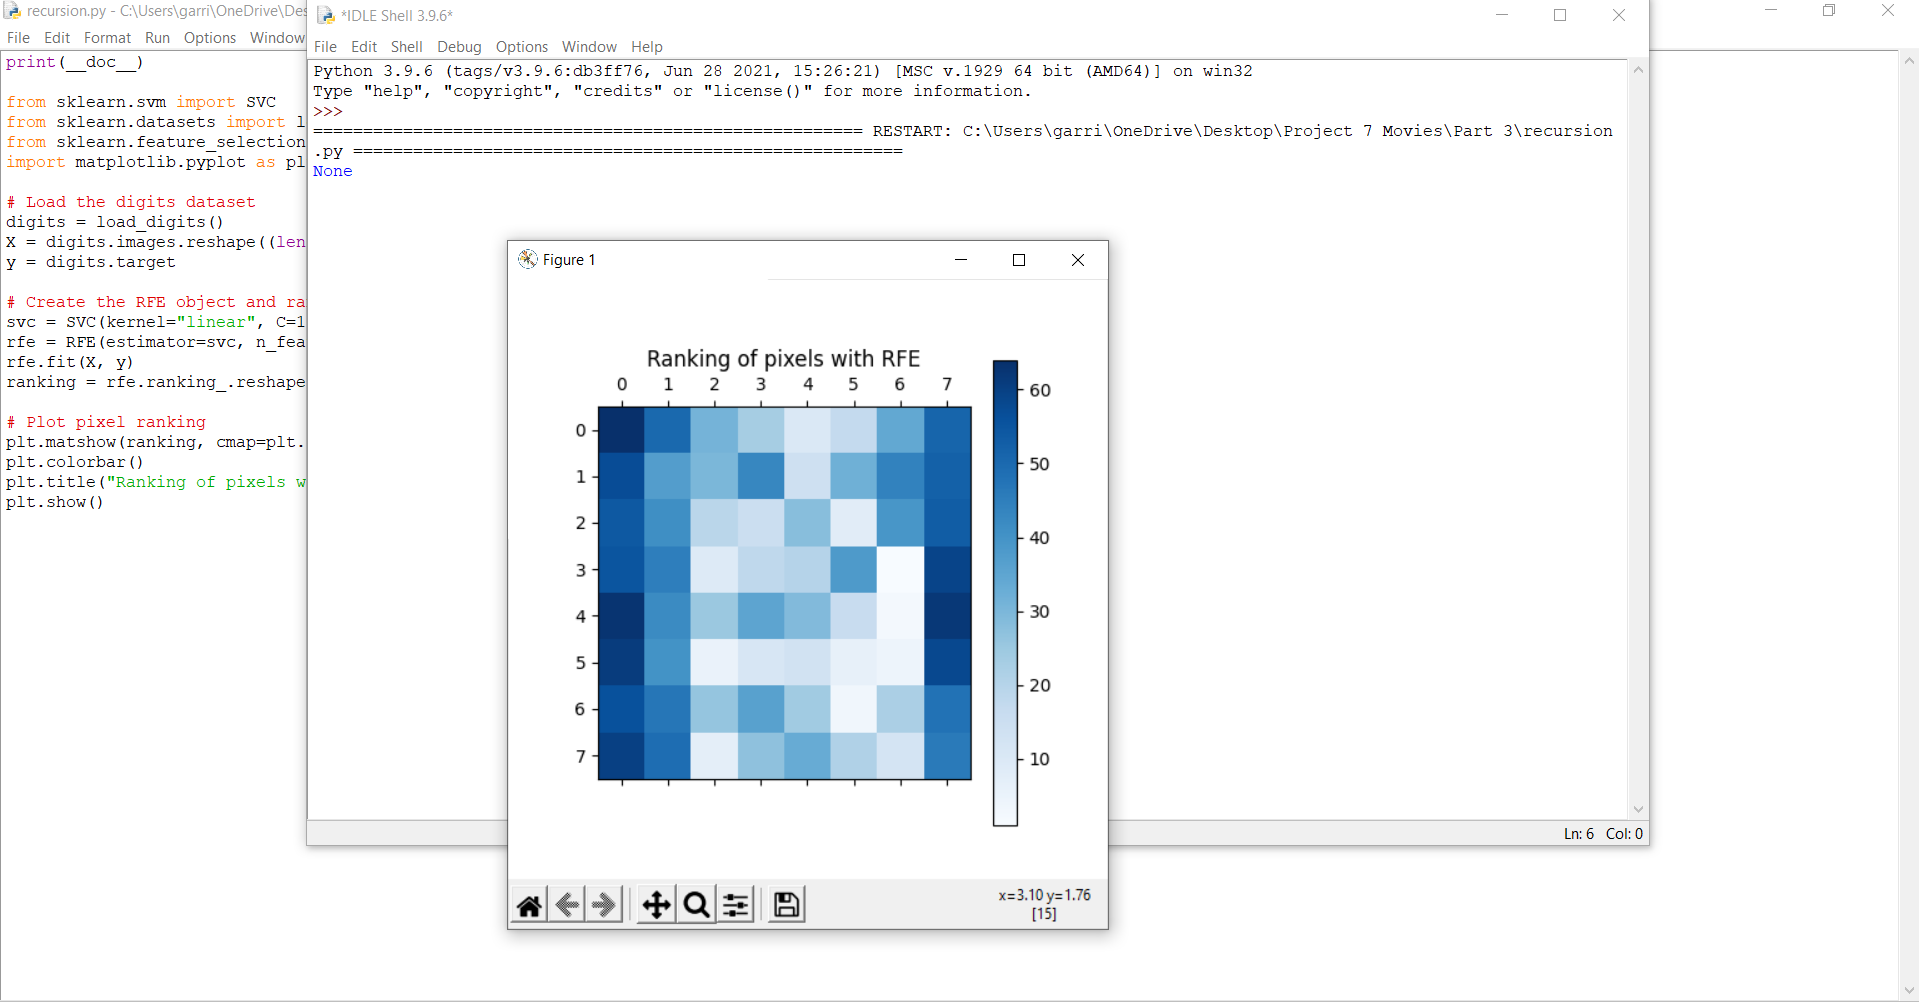 recursion.py - C:\Users\garri\OneDrive\Des
File Edit Format Run Options Window
print(__doc__)
from sklearn.svm import SVC
from sklearn.datasets import l
from sklearn.feature_selection
import matplotlib.pyplot as pl
# Load the digits dataset
digits = load_digits()
X = digits.images.reshape((len
y = digits.target
# Create the RFE object and ra
svc = SVC(kernel="linear", C=1
rfe = RFE(estimator=svc, n_fea
rfe.fit(X, y)
ranking = rfe.ranking_.reshape
# Plot pixel ranking
plt.matshow(ranking, cmap=plt.
plt.colorbar()
plt.title("Ranking of pixels w
plt.show()
*IDLE Shell 3.9.6*
File Edit Shell Debug Options Window Help
Python 3.9.6 (tags/v3.9.6:db3ff76, Jun 28 2021, 15:26:21) [MSC v.1929 64 bit (AMD64)] on win32
Type "help", "copyright", "credits" or "license()" for more information.
>>>
======================================================= RESTART: C:\Users\garri\OneDrive\Desktop\Project 7 Movies\Part 3\recursion
.py =======================================================
None
Figure 1
Ranking of pixels with RFE
0 1 2 3 4 5 6 7
0
1
2
3
4
5
6
7
60
50
40
30
20
10
x=3.10 y=1.76
[15]
Ln: 6 Col: 0